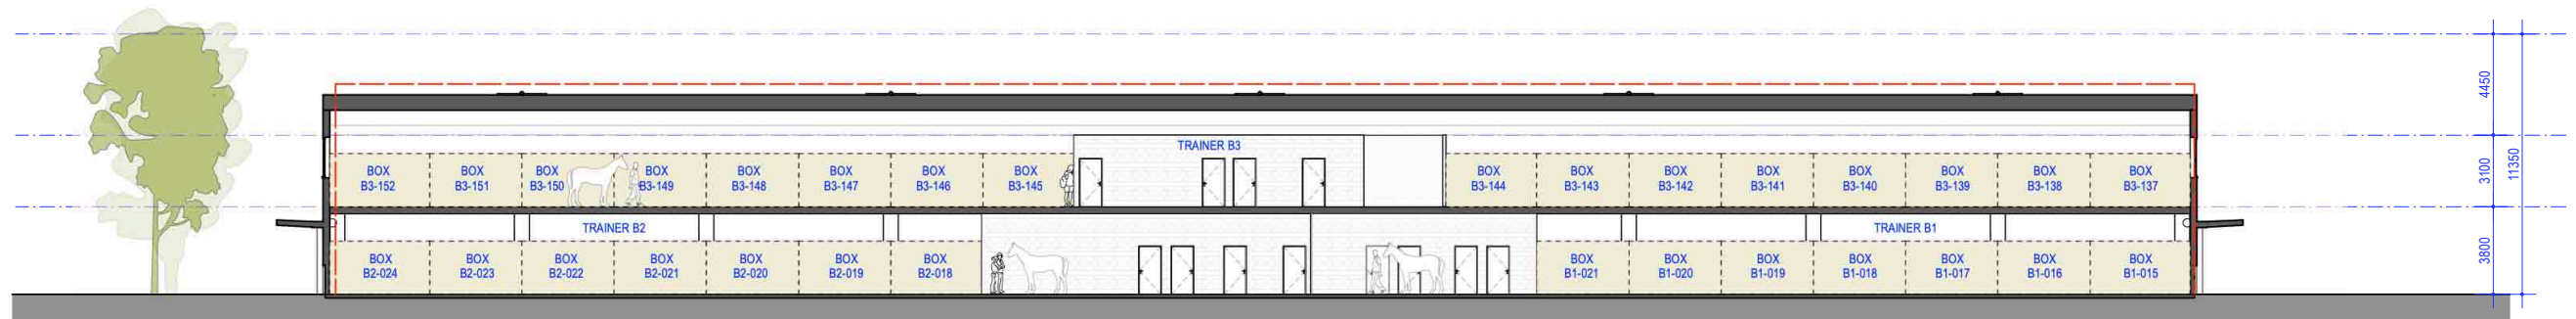 4450
TRAINER B3
BOX
B3-152
BOX
B3-151
BOX
B3-150
BOX
B3-149
BOX
B3-148
BOX
B3-147
BOX
B3-146
BOX
B3-145
BOX
B3-144
BOX
B3-143
BOX
B3-142
BOX
B3-141
BOX
B3-140
BOX
B3-139
BOX
B3-138
BOX
B3-137
3100
11350
TRAINER B2
TRAINER B1
BOX
B2-024
BOX
B2-023
BOX
B2-022
BOX
B2-021
BOX
B2-020
BOX
B2-019
BOX
B2-018
BOX
B1-021
BOX
B1-020
BOX
B1-019
BOX
B1-018
BOX
B1-017
BOX
B1-016
BOX
B1-015
3800